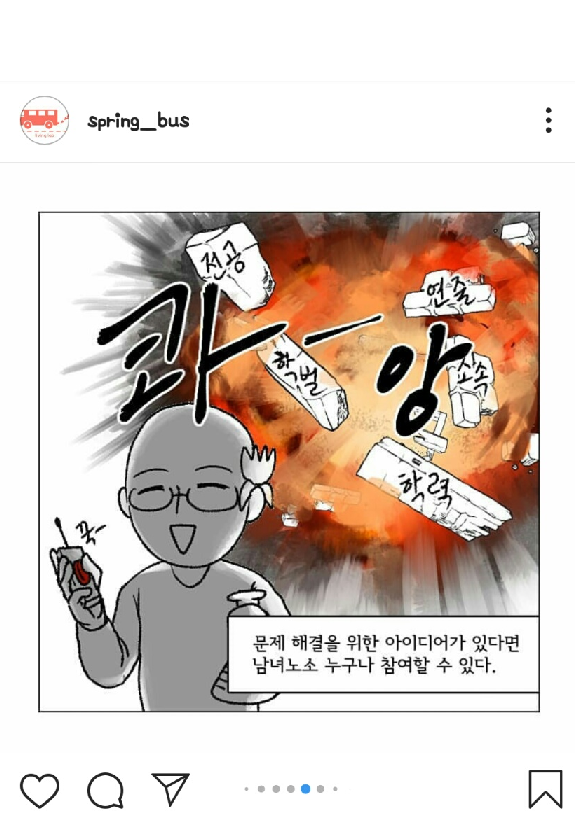 spring_bus
전공
연줄
콰ㅡ앙
학벌
소속
학력
꾹-
문제 해결을 위한 아이디어가 있다면
남녀노소 누구나 참여할 수 있다.